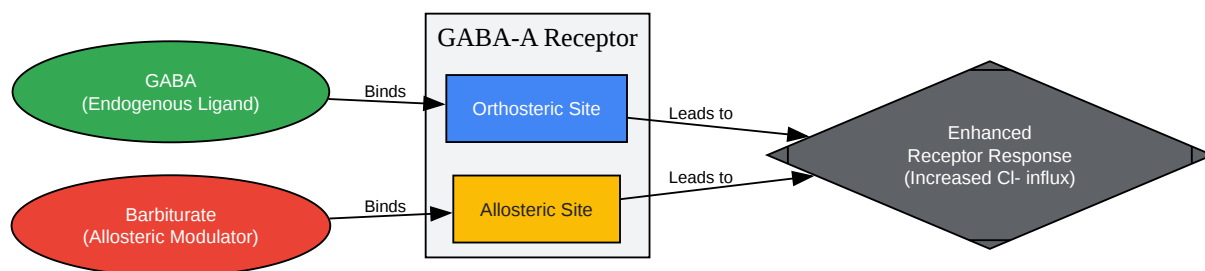 GABA-A Receptor
GABA
(Endogenous Ligand)
Binds
Orthosteric Site
Leads to
Enhanced
Receptor Response
(Increased Cl- influx)
Barbiturate
(Allosteric Modulator)
Binds
Allosteric Site
Leads to